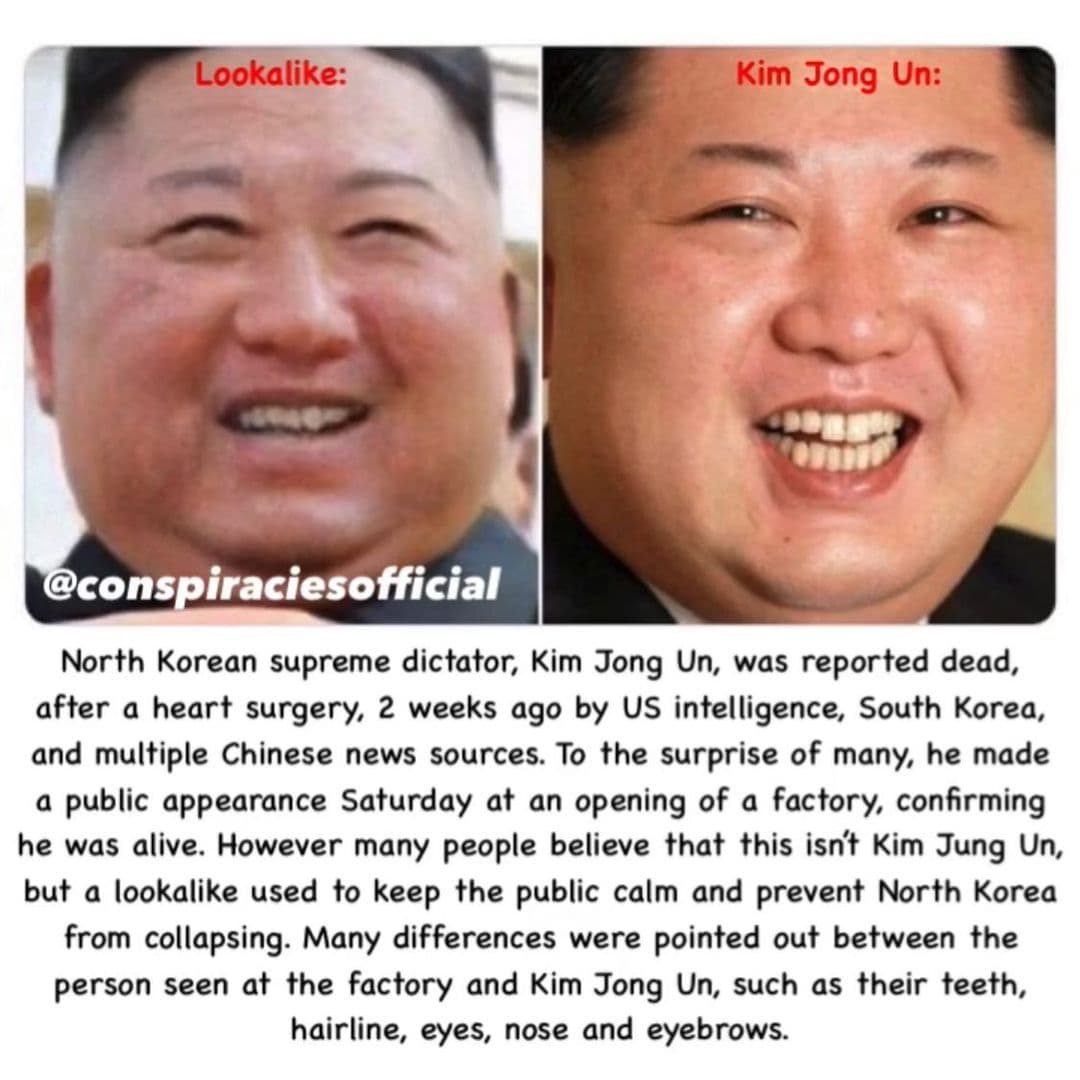 Lookalike:
Kim Jong Un:
@conspiraciesofficial
North Korean supreme dictator, Kim Jong Un, was reported dead,
after a heart surgery, 2 weeks ago by US intelligence, South Korea,
and multiple Chinese news sources. To the surprise of many, he made
a public appearance Saturday at an opening of a factory, confirming
he was alive. However many people believe that this isn't Kim Jung Un,
but a lookalike used to keep the public calm and prevent North Korea
from collapsing. Many differences were pointed out between the
person seen at the factory and Kim Jong Un, such as their teeth,
hairline, eyes, nose and eyebrows.